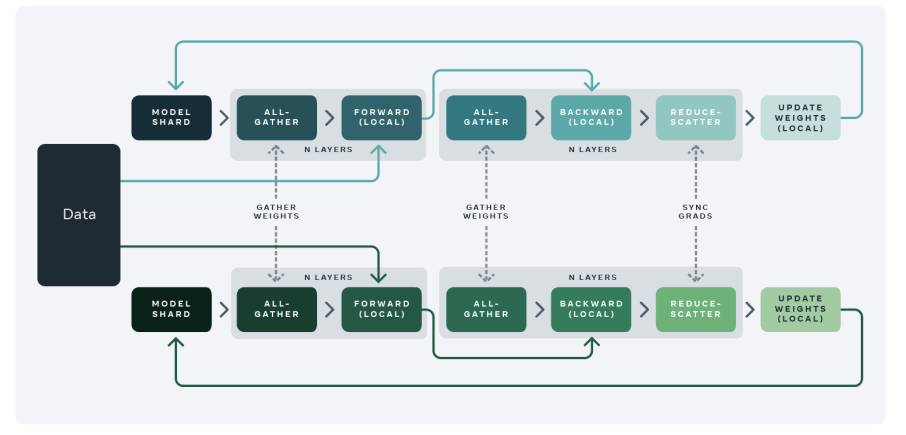 MODEL
SHARD
ALL-
GATHER
FORWARD
(LOCAL)
N LAYERS
ALL-
GATHER
BACKWARD
(LOCAL)
REDUCE-
SCATTER
N LAYERS
UPDATE
WEIGHTS
(LOCAL)
Data
GATHER
WEIGHTS
GATHER
WEIGHTS
SYNC
GRADS
N LAYERS
N LAYERS
MODEL
SHARD
ALL-
GATHER
FORWARD
(LOCAL)
ALL-
GATHER
BACKWARD
(LOCAL)
REDUCE-
SCATTER
UPDATE
WEIGHTS
(LOCAL)